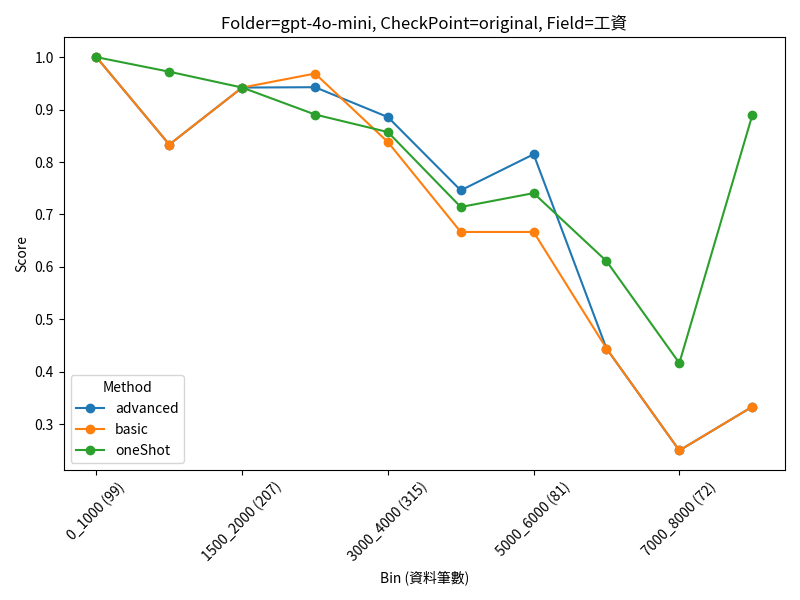 Folder=gpt-4o-mini, CheckPoint=original, Field=工資
1.0
0.9
0.8
0.7
0.6
0.5
0.4
0.3
Score
Method
advanced
basic
oneShot
0_1000 (99)
1500_2000 (207)
3000_4000 (315)
5000_6000 (81)
7000_8000 (72)
Bin (資料筆數)